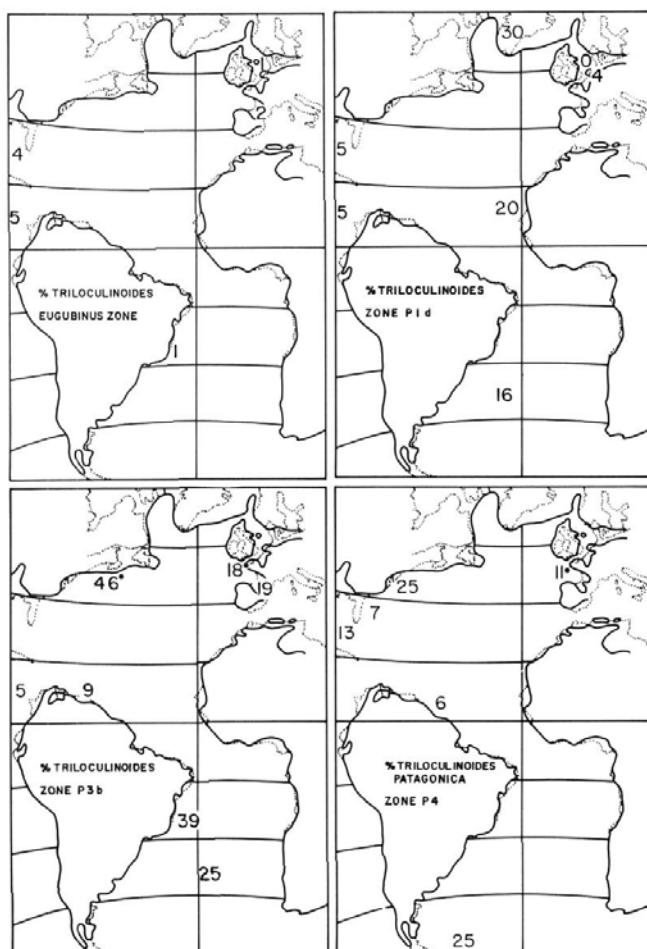 1
2
4
5
% TRILOCULINOIDES
EUGUBINUS ZONE
1
30
0
4
5
5
20
% TRILOCULINOIDES
ZONE P1d
16
46
18
19
5
9
% TRILOCULINOIDES
ZONE P3b
39
25
25
11
7
13
6
% TRILOCULINOIDES
PATAGONICA
ZONE P4
25